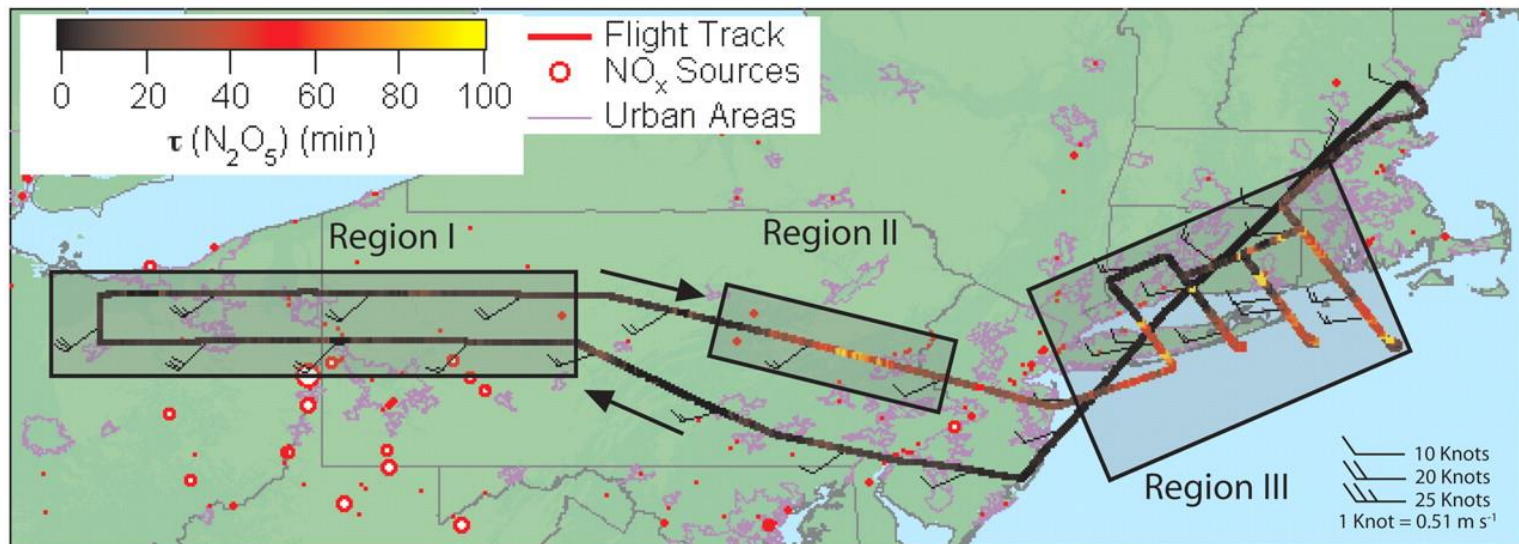 0 20 40 60 80 100
τ (N₂O₅) (min)
Flight Track
NOₓ Sources
Urban Areas
Region I
Region II
Region III
10 Knots
20 Knots
25 Knots
1 Knot = 0.51 m s⁻¹